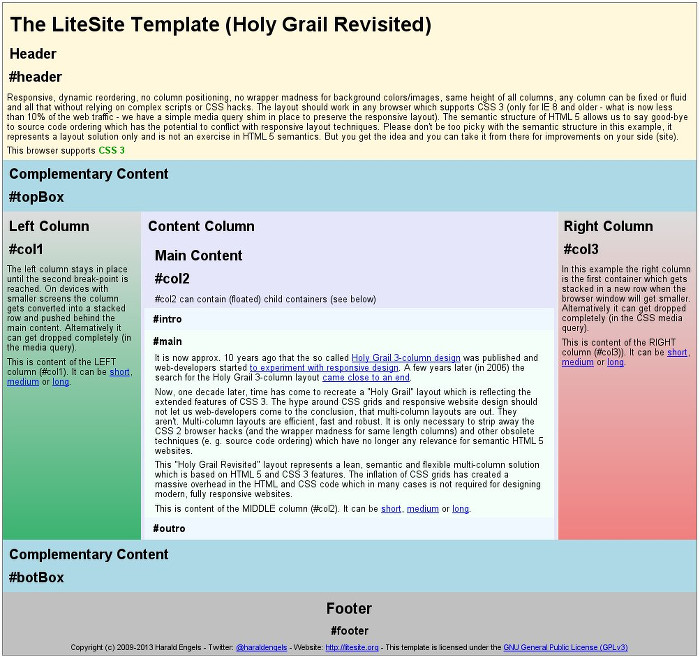 The LiteSite Template (Holy Grail Revisited)
Header
#header
Responsive, dynamic reordering, no column positioning, no wrapper madness for background colors/images, same height of all columns, any column can be fixed or fluid
and all that without relying on complex scripts or CSS hacks. The layout should work in any browser which supports CSS 3 (only for IE 8 and older - what is now less
than 10% of the web traffic - we have a simple media query shim in place to preserve the responsive layout). The semantic structure of HTML 5 allows us to say good-bye
to source code ordering which has the potential to conflict with responsive layout techniques. Please don't be too picky with the semantic structure in this example, it
represents a layout solution only and is not an exercise in HTML 5 semantics. But you get the idea and you can take it from there for improvements on your side (site).
This browser supports CSS 3
Complementary Content
#topBox
Left Column
#col1
The left column stays in place
until the second break-point is
reached. On devices with
smaller screens the column
gets converted into a stacked
row and pushed behind the
main content. Alternatively it
can get dropped completely (in
the media query).
This is content of the LEFT
column (#col1). It can be short,
medium or long.
Content Column
Main Content
#col2
#col2 can contain (floated) child containers (see below)
#intro
#main
It is now approx. 10 years ago that the so called Holy Grail 3-column design was published and
web-developers started to experiment with responsive design. A few years later (in 2006) the
search for the Holy Grail 3-column layout came close to an end.
Now, one decade later, time has come to recreate a "Holy Grail" layout which is reflecting the
extended features of CSS 3. The hype around CSS grids and responsive website design should
not let us web-developers come to the conclusion, that multi-column layouts are out. They
aren't. Multi-column layouts are efficient, fast and robust. It is only necessary to strip away the
CSS 2 browser hacks (and the wrapper madness for same length columns) and other obsolete
techniques (e. g. source code ordering) which have no longer any relevance for semantic HTML 5
websites.
This "Holy Grail Revisited" layout represents a lean, semantic and flexible multi-column solution
which is based on HTML 5 and CSS 3 features. The inflation of CSS grids has created a
massive overhead in the HTML and CSS code which in many cases is not required for designing
modern, fully responsive websites.
This is content of the MIDDLE column (#col2). It can be short, medium or long.
#outro
Right Column
#col3
In this example the right column
is the first container which gets
stacked in a new row when the
browser window will get smaller.
Alternatively it can get dropped
completely (in the CSS media
query).
This is content of the RIGHT
column (#col3)). It can be short,
medium or long.
Complementary Content
#botBox
Footer
#footer
Copyright (c) 2009-2013 Harald Engels - Twitter: @haraldengels - Website: http://litesite.org - This template is licensed under the GNU General Public License (GPLv3)